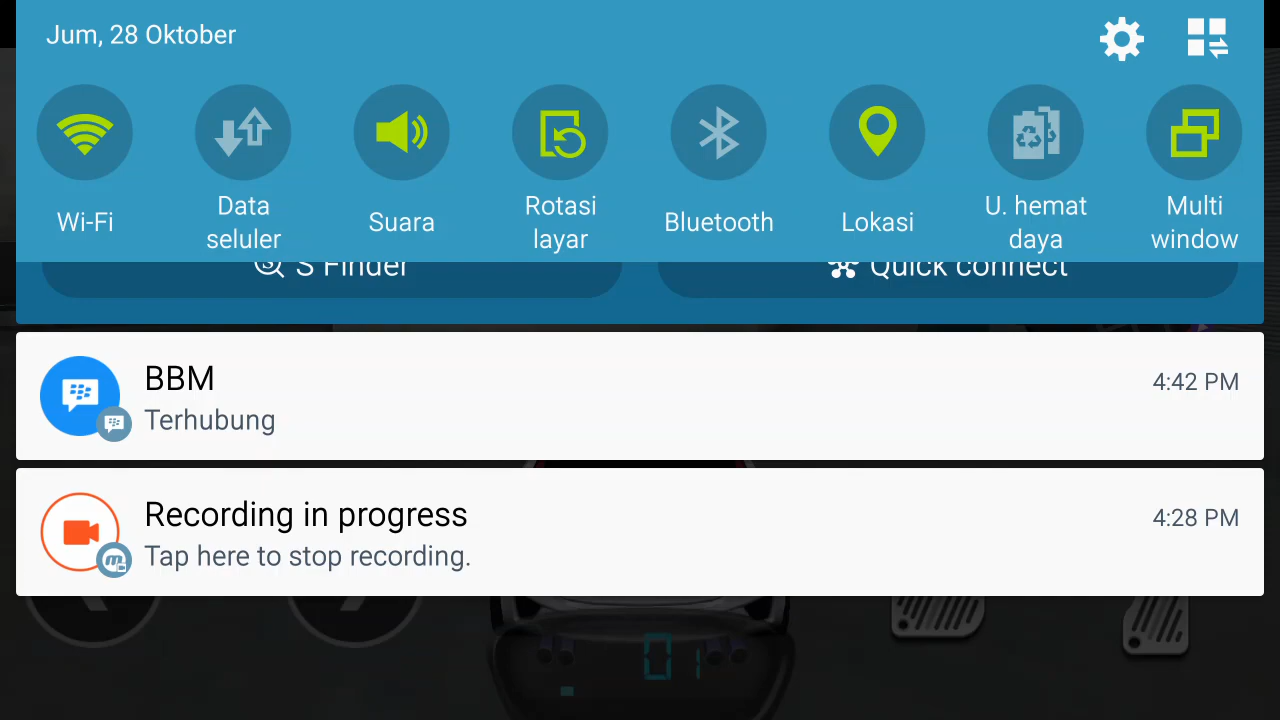 Jum, 28 Oktober
Wi-Fi
Data
seluler
Suara
Rotasi
layar
Bluetooth
Lokasi
U. hemat
daya
Multi
window
S Finder
Quick connect
BBM
4:42 PM
Terhubung
Recording in progress
4:28 PM
Tap here to stop recording.
01